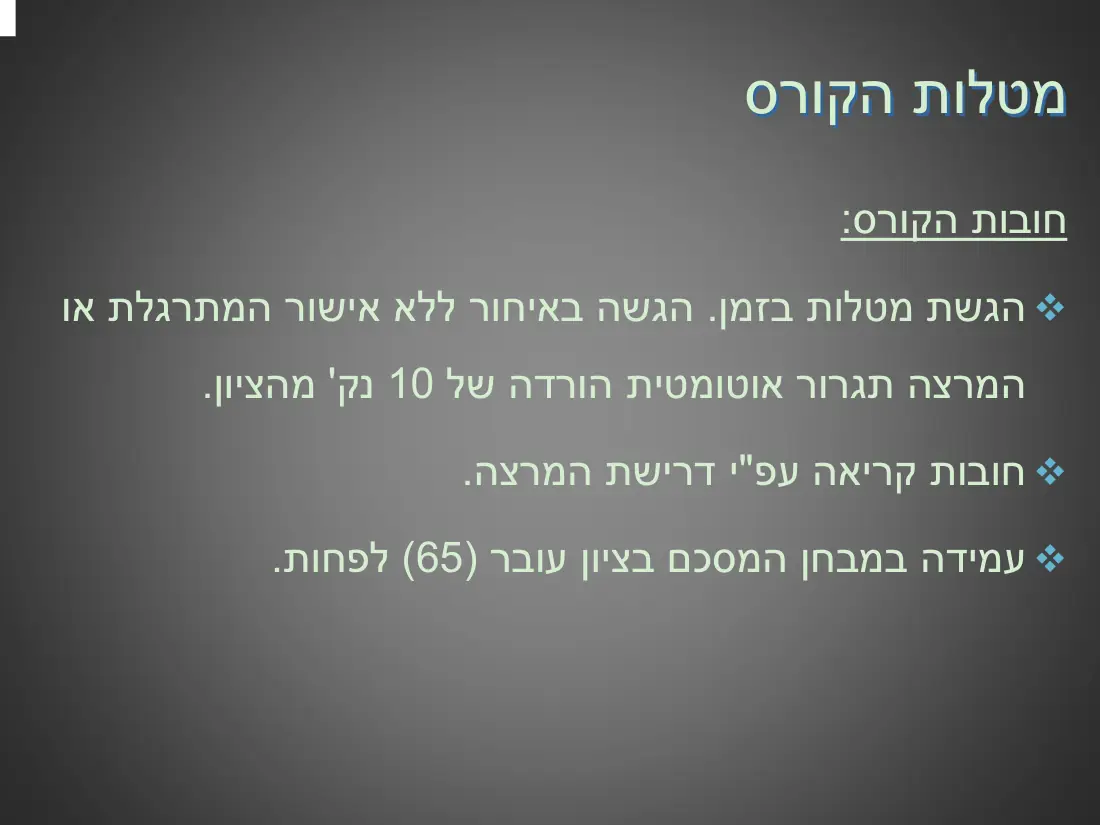 מטלות הקורס
חובות הקורס:
❖ הגשת מטלות בזמן. הגשה באיחור ללא אישור המתרגלת או
המרצה תגרור אוטומטית הורדה של 10 נק' מהציון.
❖ חובות קריאה עפ"י דרישת המרצה.
❖ עמידה במבחן המסכם בציון עובר (65) לפחות.